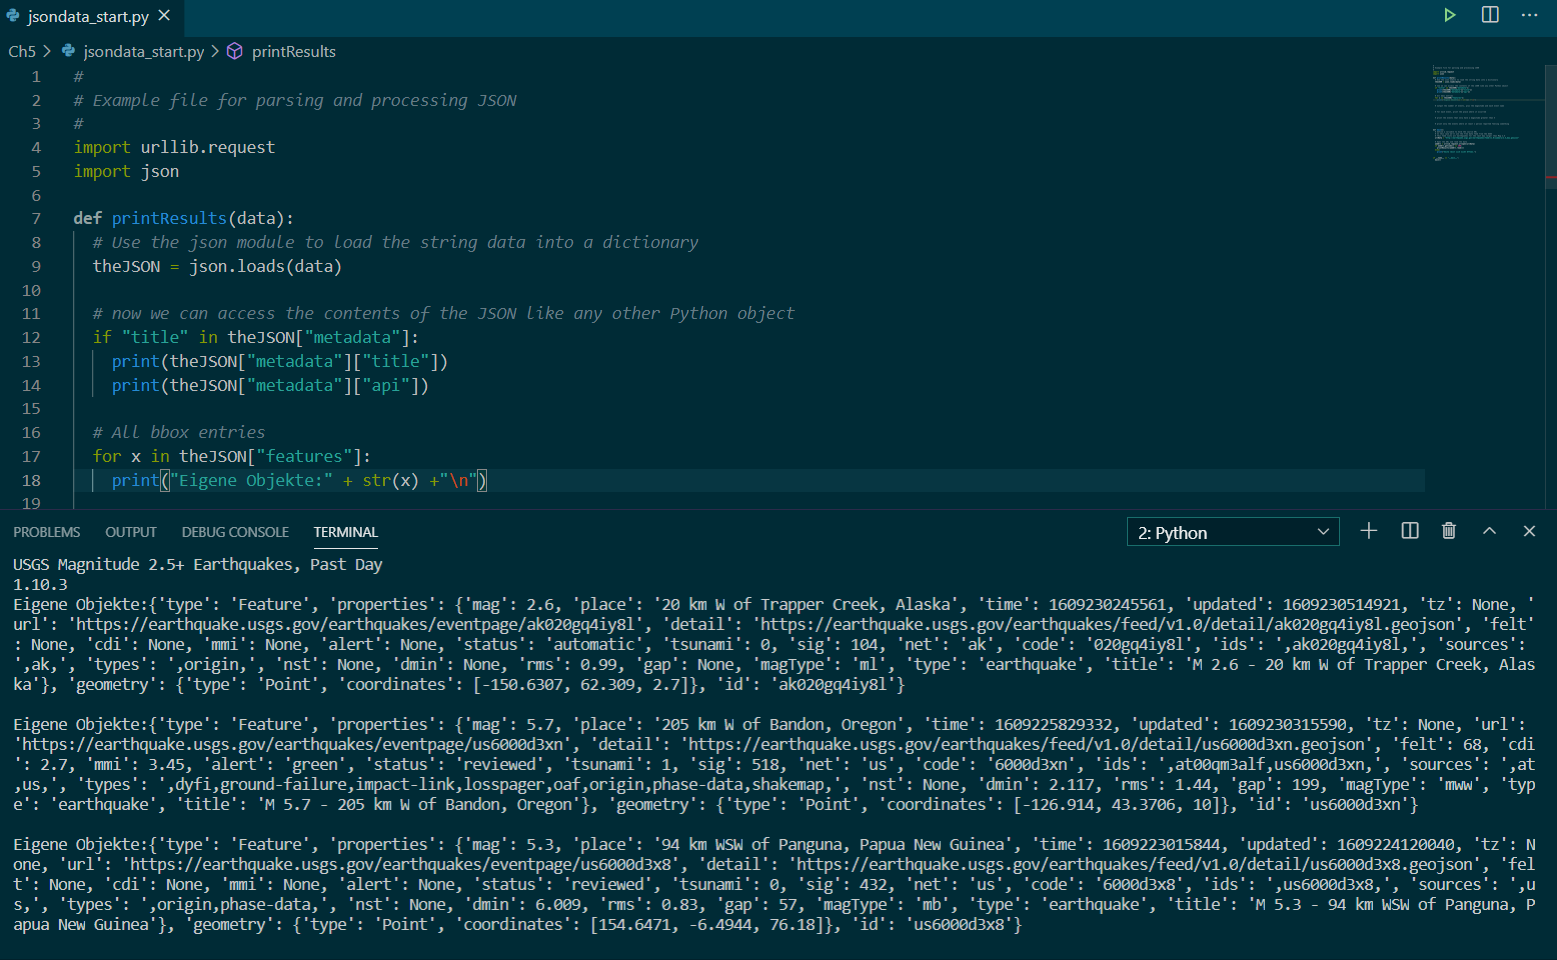 jsondata_start.py
Ch5 > jsondata_start.py > printResults
1 #
2 # Example file for parsing and processing JSON
3 #
4 import urllib.request
5 import json
6
7 def printResults(data):
8 # Use the json module to load the string data into a dictionary
9 theJSON = json.loads(data)
10
11 # now we can access the contents of the JSON like any other Python object
12 if "title" in theJSON["metadata"]:
13 print(theJSON["metadata"]["title"])
14 print(theJSON["metadata"]["api"])
15
16 # All bbox entries
17 for x in theJSON["features"]:
18 print("Eigene Objekte:" + str(x) +"\n")
19
PROBLEMS OUTPUT DEBUG CONSOLE TERMINAL 2: Python
USGS Magnitude 2.5+ Earthquakes, Past Day
1.10.3
Eigene Objekte:{'type': 'Feature', 'properties': {'mag': 2.6, 'place': '20 km W of Trapper Creek, Alaska', 'time': 1609230245561, 'updated': 1609230514921, 'tz': None, '
url': 'https://earthquake.usgs.gov/earthquakes/eventpage/ak020gq4iy8l', 'detail': 'https://earthquake.usgs.gov/earthquakes/feed/v1.0/detail/ak020gq4iy8l.geojson', 'felt'
: None, 'cdi': None, 'mmi': None, 'alert': None, 'status': 'automatic', 'tsunami': 0, 'sig': 104, 'net': 'ak', 'code': '020gq4iy8l', 'ids': ',ak020gq4iy8l,', 'sources':
',ak,', 'types': ',origin,', 'nst': None, 'dmin': None, 'rms': 0.99, 'gap': None, 'magType': 'ml', 'type': 'earthquake', 'title': 'M 2.6 - 20 km W of Trapper Creek, Alas
ka'}, 'geometry': {'type': 'Point', 'coordinates': [-150.6307, 62.309, 2.7]}, 'id': 'ak020gq4iy8l'}
Eigene Objekte:{'type': 'Feature', 'properties': {'mag': 5.7, 'place': '205 km W of Bandon, Oregon', 'time': 1609225829332, 'updated': 1609230315590, 'tz': None, 'url':
'https://earthquake.usgs.gov/earthquakes/eventpage/us6000d3xn', 'detail': 'https://earthquake.usgs.gov/earthquakes/feed/v1.0/detail/us6000d3xn.geojson', 'felt': 68, 'cdi
': 2.7, 'mmi': 3.45, 'alert': 'green', 'status': 'reviewed', 'tsunami': 1, 'sig': 518, 'net': 'us', 'code': '6000d3xn', 'ids': ',at00qm3alf,us6000d3xn,', 'sources': ',at
,us,', 'types': ',dyfi,ground-failure,impact-link,losspager,oaf,origin,phase-data,shakemap,', 'nst': None, 'dmin': 2.117, 'rms': 1.44, 'gap': 199, 'magType': 'mww', 'typ
e': 'earthquake', 'title': 'M 5.7 - 205 km W of Bandon, Oregon'}, 'geometry': {'type': 'Point', 'coordinates': [-126.914, 43.3706, 10]}, 'id': 'us6000d3xn'}
Eigene Objekte:{'type': 'Feature', 'properties': {'mag': 5.3, 'place': '94 km WSW of Panguna, Papua New Guinea', 'time': 1609223015844, 'updated': 1609224120040, 'tz': N
one, 'url': 'https://earthquake.usgs.gov/earthquakes/eventpage/us6000d3x8', 'detail': 'https://earthquake.usgs.gov/earthquakes/feed/v1.0/detail/us6000d3x8.geojson', 'fel
t': None, 'cdi': None, 'mmi': None, 'alert': None, 'status': 'reviewed', 'tsunami': 0, 'sig': 432, 'net': 'us', 'code': '6000d3x8', 'ids': ',us6000d3x8,', 'sources': ',u
s,', 'types': ',origin,phase-data,', 'nst': None, 'dmin': 6.009, 'rms': 0.83, 'gap': 57, 'magType': 'mb', 'type': 'earthquake', 'title': 'M 5.3 - 94 km WSW of Panguna, P
apua New Guinea'}, 'geometry': {'type': 'Point', 'coordinates': [154.6471, -6.4944, 76.18]}, 'id': 'us6000d3x8'}